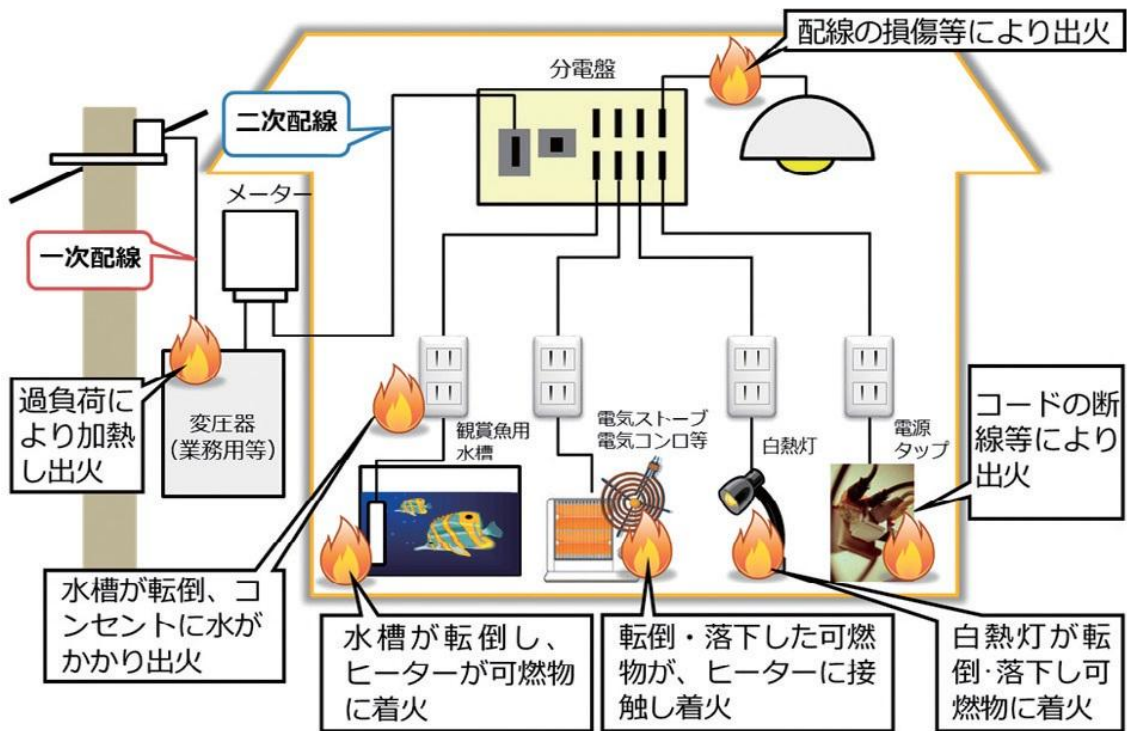 配線の損傷等により出火
分電盤
二次配線
メーター
一次配線
過負荷に
より加熱
し出火
変圧器
（業務用等）
観賞魚用
水槽
電気ストーブ
電気コンロ等
白熱灯
電源
タップ
コードの断
線等により
出火
水槽が転倒、コ
ンセントに水が
かかり出火
水槽が転倒し、
ヒーターが可燃物
に着火
転倒・落下した可燃
物が、ヒーターに接
触し着火
白熱灯が転
倒・落下し可
燃物に着火